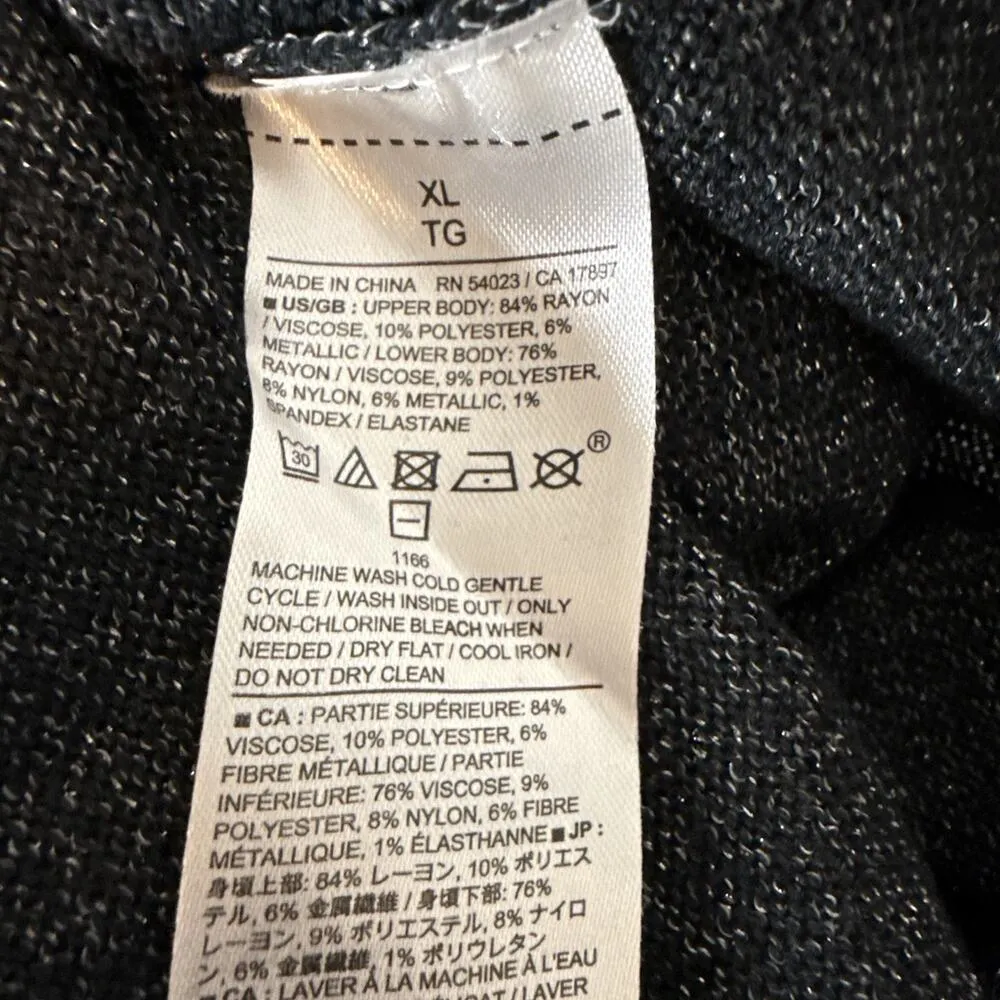 XL
TG
MADE IN CHINA RN 54023 / CA 17897
■ US/GB : UPPER BODY: 84% RAYON
/ VISCOSE, 10% POLYESTER, 6%
METALLIC / LOWER BODY: 76%
RAYON / VISCOSE, 9% POLYESTER,
8% NYLON, 6% METALLIC, 1%
SPANDEX / ELASTANE
30
®
1166
MACHINE WASH COLD GENTLE
CYCLE / WASH INSIDE OUT / ONLY
NON-CHLORINE BLEACH WHEN
NEEDED / DRY FLAT / COOL IRON /
DO NOT DRY CLEAN
■ CA : PARTIE SUPÉRIEURE: 84%
VISCOSE, 10% POLYESTER, 6%
FIBRE MÉTALLIQUE / PARTIE
INFÉRIEURE: 76% VISCOSE, 9%
POLYESTER, 8% NYLON, 6% FIBRE
MÉTALLIQUE, 1% ÉLASTHANNE ■ JP :
身頃上部: 84% レーヨン, 10% ポリエス
テル, 6% 金属繊維 / 身頃下部: 76%
レーヨン, 9% ポリエステル, 8% ナイロ
ン, 6% 金属繊維, 1% ポリウレタン
■ CA : LAVER À LA MACHINE À L'EAU
/ LAVER